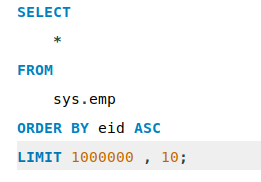 SELECT
    *
FROM
    sys.emp
ORDER BY eid ASC
LIMIT 1000000 , 10;